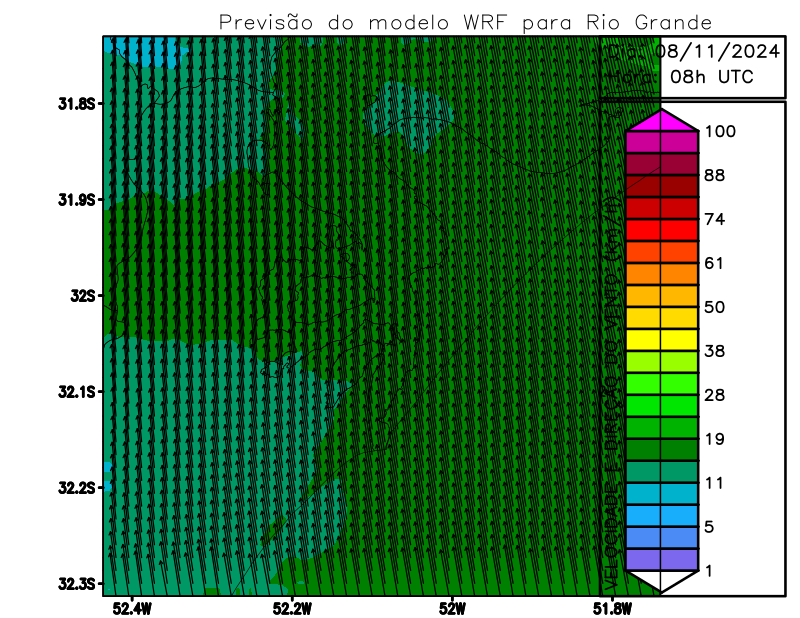 Previsão do modelo WRF para Rio Grande
Dia: 08/11/2024
Hora: 08h UTC
31.8S
31.9S
32S
32.1S
32.2S
32.3S
52.4W
52.2W
52W
51.8W
100
88
74
61
50
38
28
19
11
5
1
VELOCIDADE E DIREÇÃO DO VENTO (km/h)